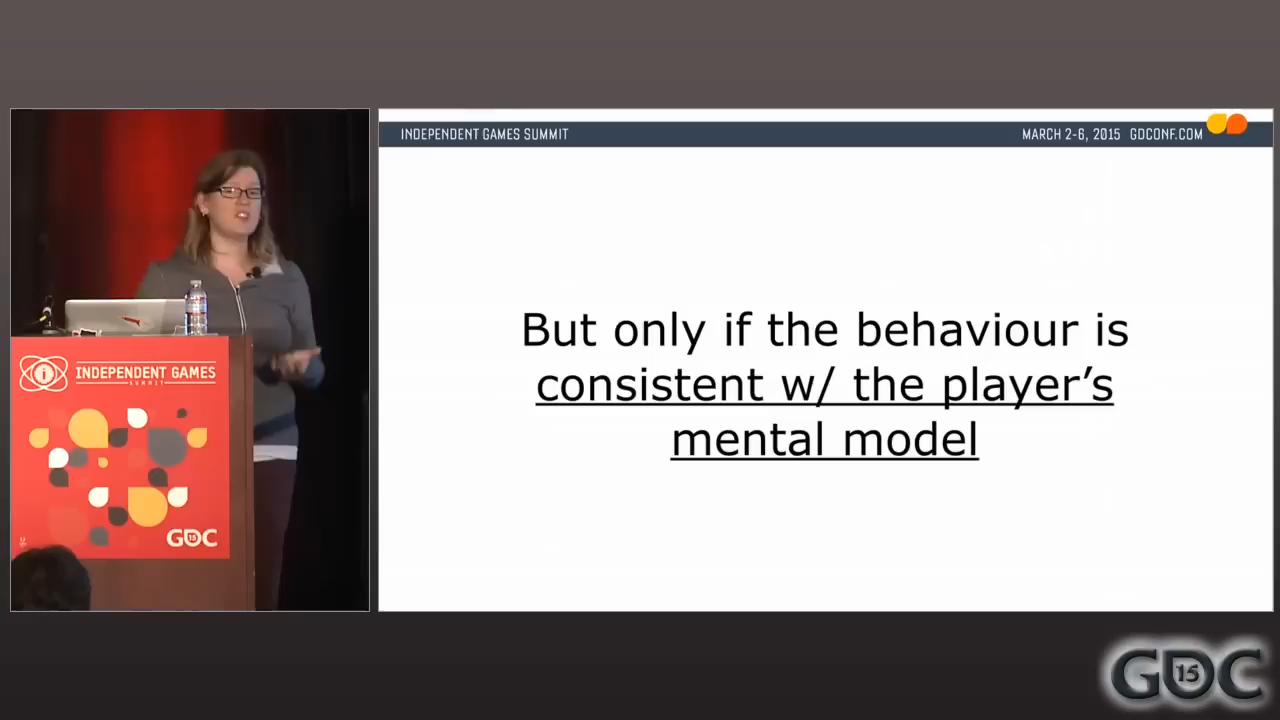 INDEPENDENT GAMES SUMMIT
MARCH 2-6, 2015 GDCONF.COM
But only if the behaviour is
consistent w/ the player’s
mental model
INDEPENDENT GAMES
SUMMIT
GDC
15
GDC
15